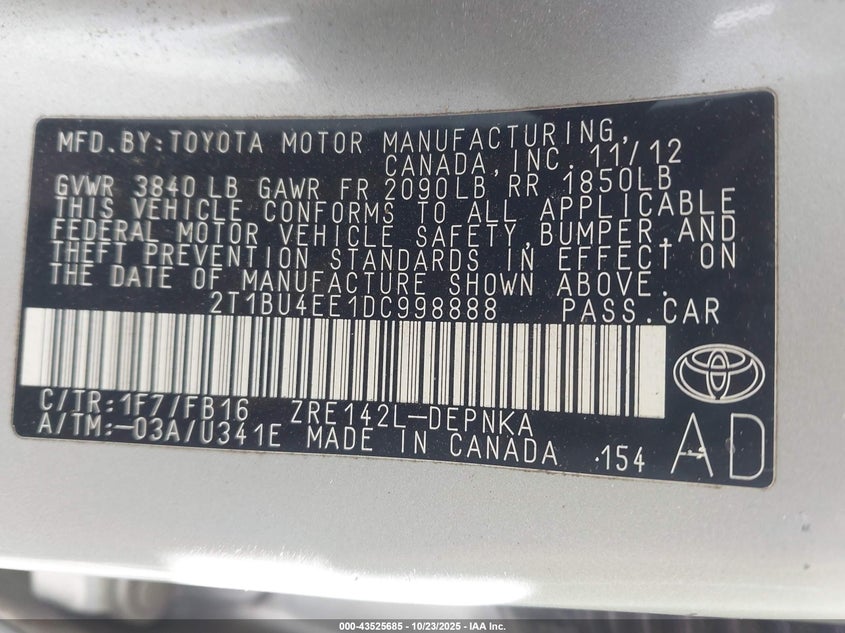 MFD.BY:TOYOTA MOTOR MANUFACTURING,
CANADA,INC. 11/12
GVWR 3840 LB GAWR FR 2090LB RR 1850LB
THIS VEHICLE CONFORMS TO ALL APPLICABLE
FEDERAL MOTOR VEHICLE SAFETY,BUMPER,AND
THEFT PREVENTION STANDARDS IN EFFECT ON
THE DATE OF MANUFACTURE SHOWN ABOVE.
2T1BU4EE1DC998888 PASS.CAR
C/TR:1F7/FB16 ZRE142L-DEPNKA
A/TM:-03A/U341E MADE IN CANADA .154 AD
000-43525685 - 10/23/2025 - IAA Inc.